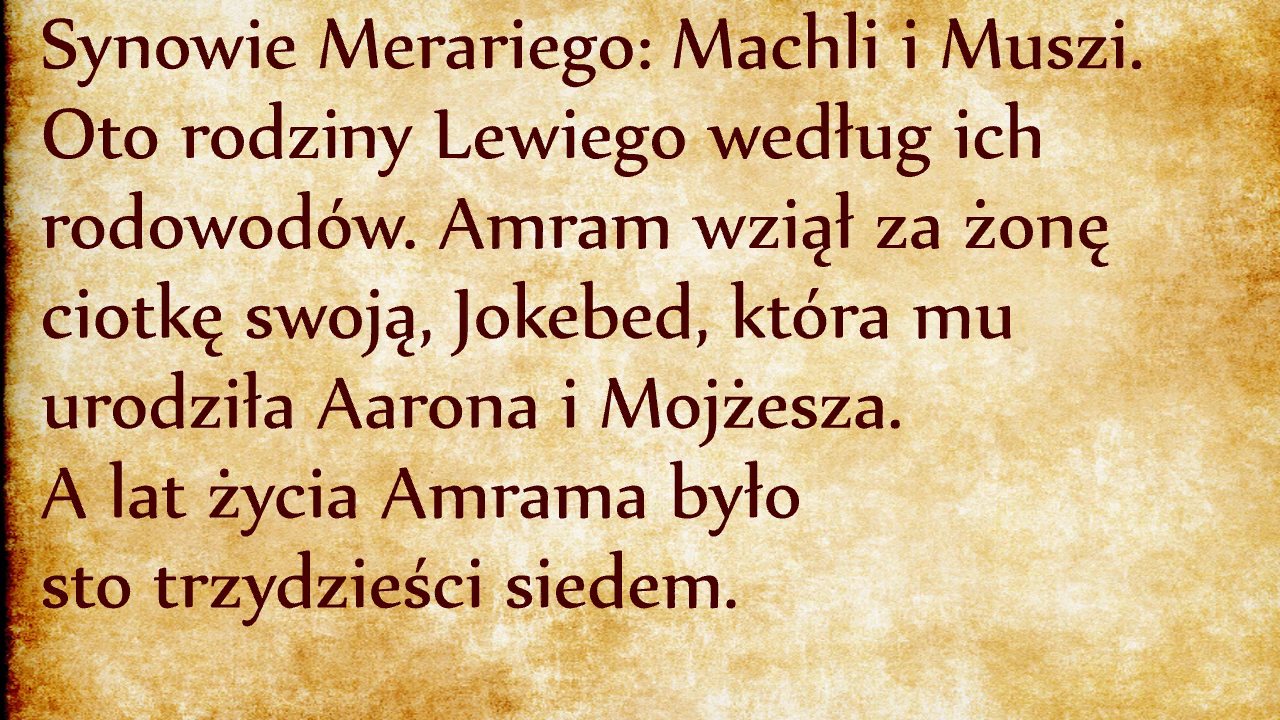 Synowie Merariego: Machli i Muszi.
Oto rodziny Lewiego według ich
rodowodów. Amram wziął za żonę
ciotkę swoją, Jokebed, która mu
urodziła Aarona i Mojżesza.
A lat życia Amrama było
sto trzydzieści siedem.